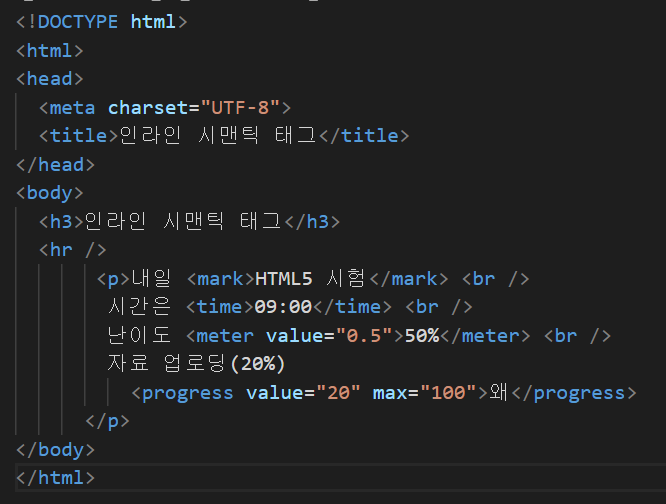 <!DOCTYPE html>
<html>
<head>
<meta charset="UTF-8">
<title>인라인 시맨틱 태그</title>
</head>
<body>
<h3>인라인 시맨틱 태그</h3>
<hr />
<p>내일 <mark>HTML5 시험</mark> <br />
시간은 <time>09:00</time> <br />
난이도 <meter value="0.5">50%</meter> <br />
자료 업로딩(20%)
<progress value="20" max="100">왜</progress>
</p>
</body>
</html>